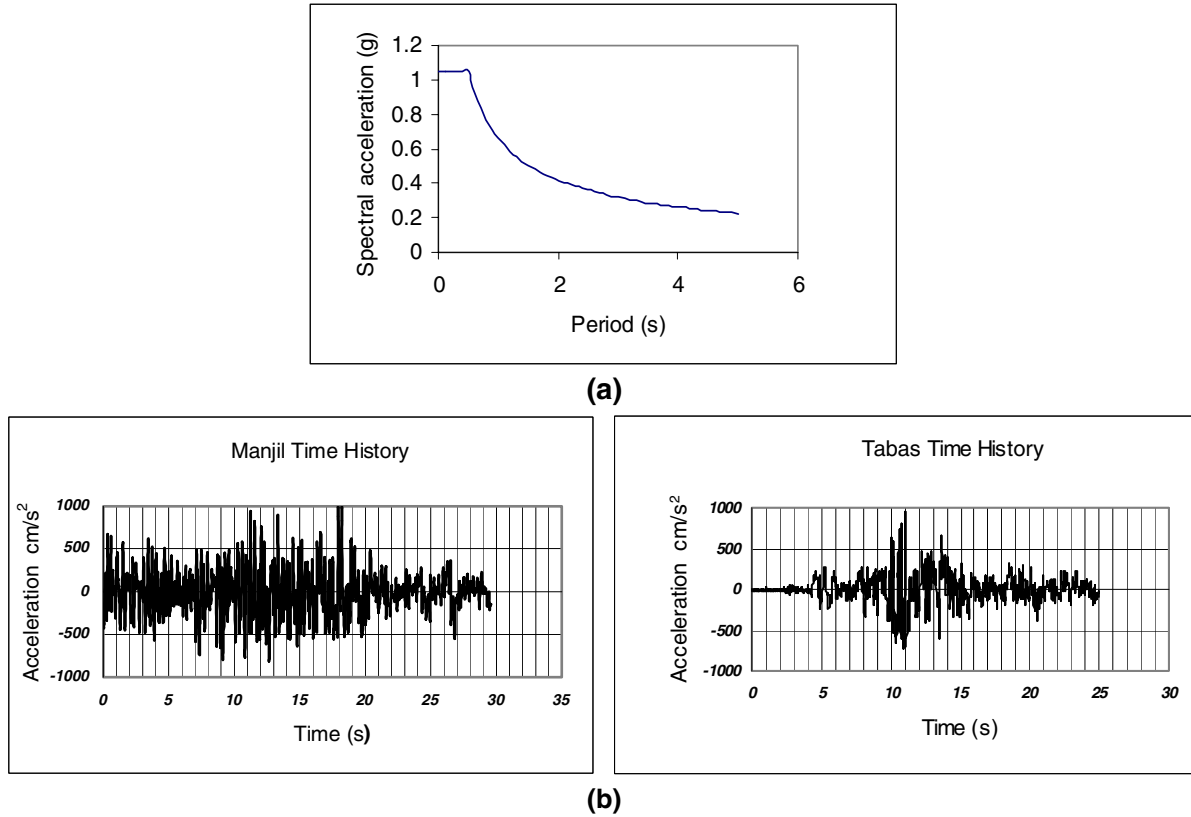 Spectral acceleration (g)
1.2
1
0.8
0.6
0.4
0.2
0
0 2 4 6
Period (s)
(a)
Manjil Time History
Acceleration cm/s²
1000
500
0
-500
-1000
0 5 10 15 20 25 30 35
Time (s)
Tabas Time History
Acceleration cm/s²
1000
500
0
-500
-1000
0 5 10 15 20 25 30
Time (s)
(b)